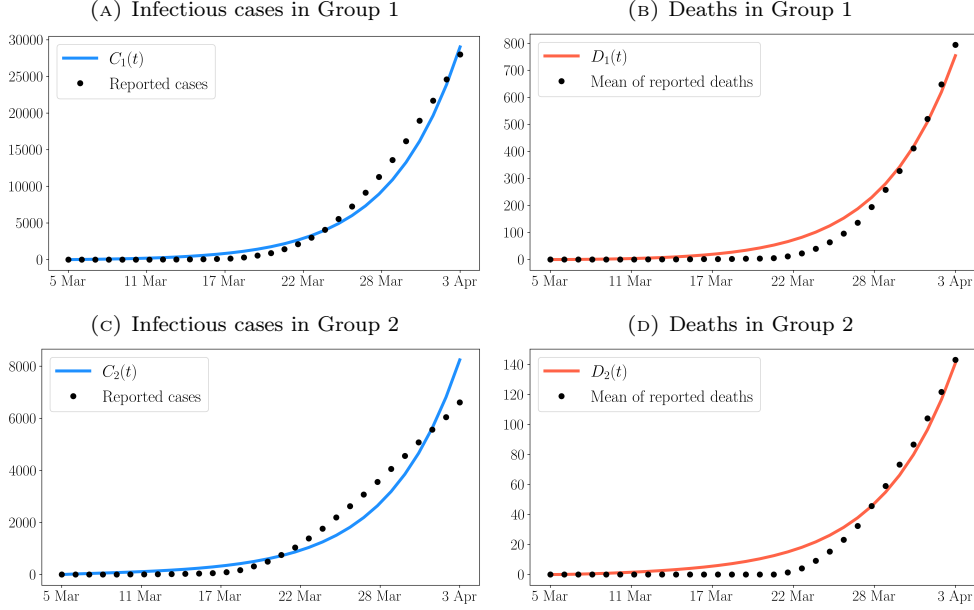 (A) Infectious cases in Group 1
30000
25000
20000
15000
10000
5000
0
C₁(t)
Reported cases
5 Mar 11 Mar 17 Mar 22 Mar 28 Mar 3 Apr
(B) Deaths in Group 1
800
700
600
500
400
300
200
100
0
D₁(t)
Mean of reported deaths
5 Mar 11 Mar 17 Mar 22 Mar 28 Mar 3 Apr
(C) Infectious cases in Group 2
8000
6000
4000
2000
0
C₂(t)
Reported cases
5 Mar 11 Mar 17 Mar 22 Mar 28 Mar 3 Apr
(D) Deaths in Group 2
140
120
100
80
60
40
20
0
D₂(t)
Mean of reported deaths
5 Mar 11 Mar 17 Mar 22 Mar 28 Mar 3 Apr